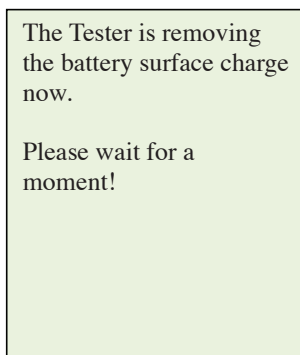 The Tester is removing
the battery surface charge
now.
Please wait for a
moment!